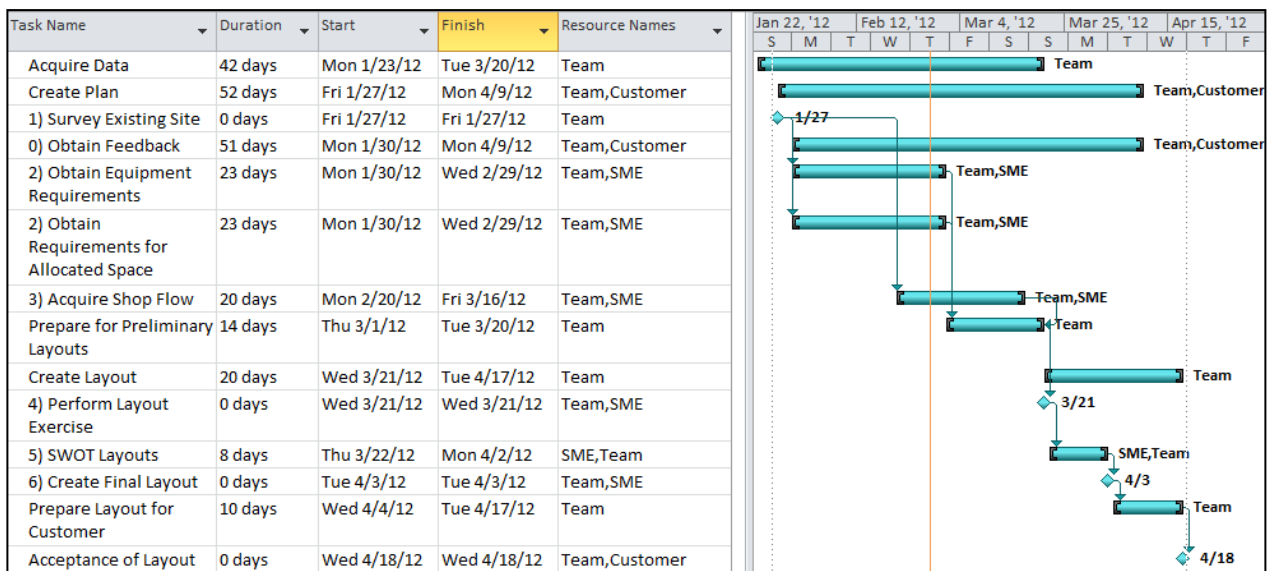 Task Name Duration Start Finish Resource Names Jan 22, '12 Feb 12, '12 Mar 4, '12 Mar 25, '12 Apr 15, '12
S M T W T F S S M T W T F
Acquire Data 42 days Mon 1/23/12 Tue 3/20/12 Team Team
Create Plan 52 days Fri 1/27/12 Mon 4/9/12 Team,Customer Team,Customer
1) Survey Existing Site 0 days Fri 1/27/12 Fri 1/27/12 Team 1/27
0) Obtain Feedback 51 days Mon 1/30/12 Mon 4/9/12 Team,Customer Team,Customer
2) Obtain Equipment 23 days Mon 1/30/12 Wed 2/29/12 Team,SME Team,SME
Requirements
2) Obtain 23 days Mon 1/30/12 Wed 2/29/12 Team,SME Team,SME
Requirements for
Allocated Space
3) Acquire Shop Flow 20 days Mon 2/20/12 Fri 3/16/12 Team,SME Team,SME
Prepare for Preliminary 14 days Thu 3/1/12 Tue 3/20/12 Team Team
Layouts
Create Layout 20 days Wed 3/21/12 Tue 4/17/12 Team Team
4) Perform Layout 0 days Wed 3/21/12 Wed 3/21/12 Team,SME 3/21
Exercise
5) SWOT Layouts 8 days Thu 3/22/12 Mon 4/2/12 SME,Team SME,Team
6) Create Final Layout 0 days Tue 4/3/12 Tue 4/3/12 Team,SME 4/3
Prepare Layout for 10 days Wed 4/4/12 Tue 4/17/12 Team Team
Customer
Acceptance of Layout 0 days Wed 4/18/12 Wed 4/18/12 Team,Customer 4/18